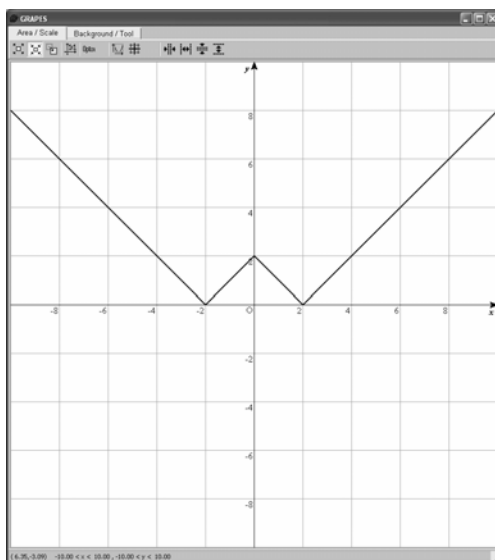 GRAPES
Area / Scale Background / Tool
Option
y
8
6
4
2
-8 -6 -4 -2 O 2 4 6 8 x
-2
-4
-6
-8
( 6.35,-3.09) -10.00 < x < 10.00 , -10.00 < y < 10.00